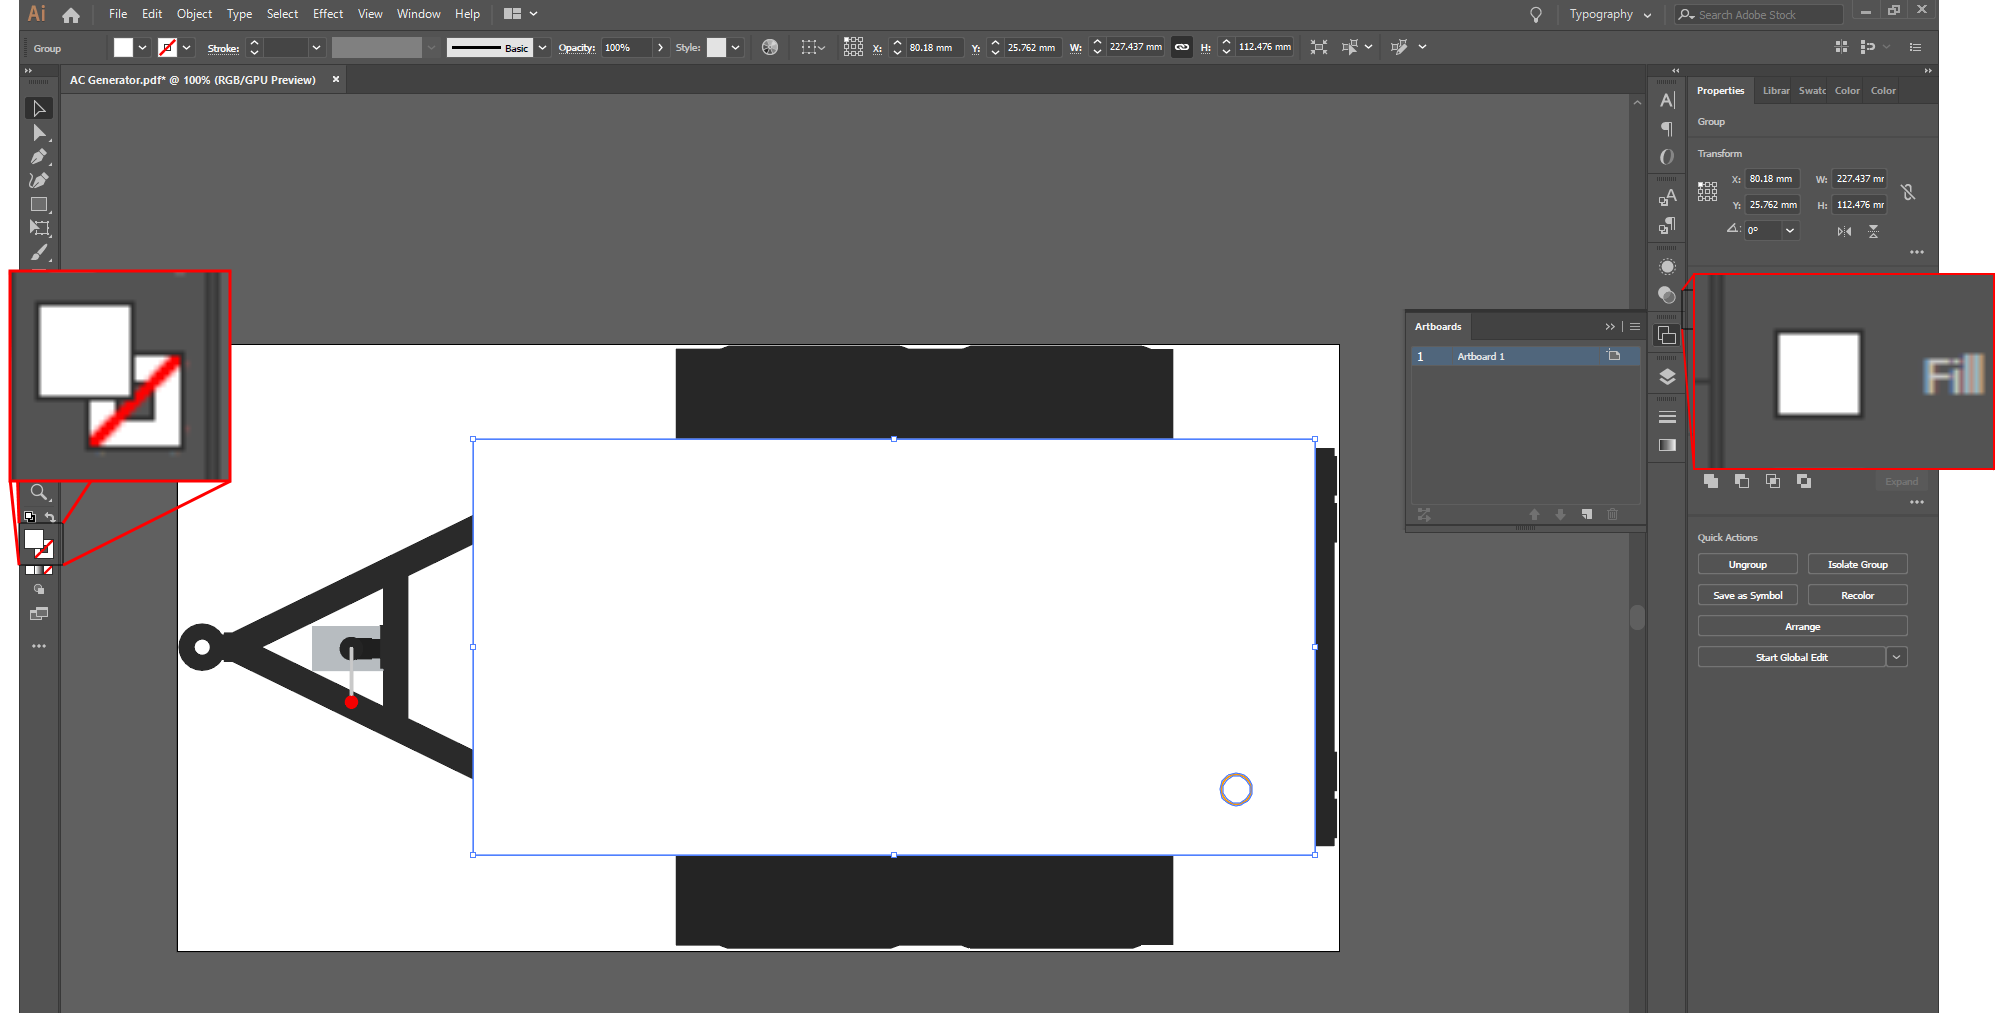 Ai File Edit Object Type Select Effect View Window Help Typography Search Adobe Stock
Group Stroke: Basic Opacity: 100% Style: X: 80.18 mm Y: 25.762 mm W: 227.437 mm H: 112.476 mm
AC Generator.pdf* @ 100% (RGB/GPU Preview) ×
Properties Librar Swatc Color Color
Group
Transform
X: 80.18 mm W: 227.437 mr
Y: 25.762 mm H: 112.476 mr
0°
Fill
Artboards
1 Artboard 1
Expand
Quick Actions
Ungroup Isolate Group
Save as Symbol Recolor
Arrange
Start Global Edit